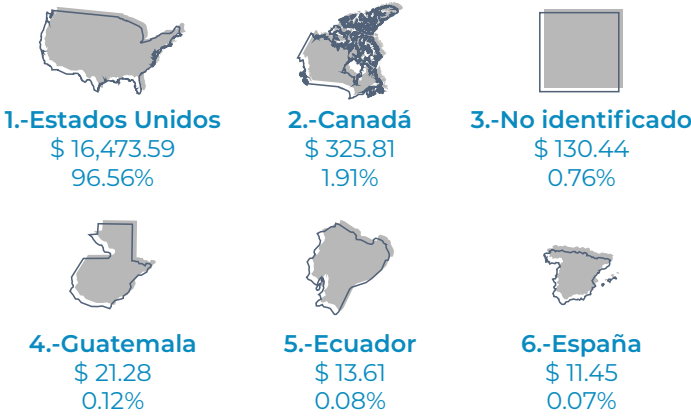 1.-Estados Unidos
$ 16,473.59
96.56%
2.-Canadá
$ 325.81
1.91%
3.-No identificado
$ 130.44
0.76%
4.-Guatemala
$ 21.28
0.12%
5.-Ecuador
$ 13.61
0.08%
6.-España
$ 11.45
0.07%